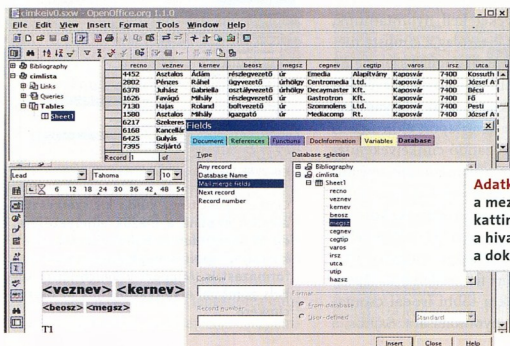 cimkeiv0.sxw - OpenOffice.org 1.1.0
File Edit View Insert Format Tools Window Help
Bibliography
cimlista
Links
Queries
Tables
Sheet1
recno veznev kernev beosz megsz cegnev cegtip varos irsz utca
4452 Asztalos Ádám részlegvezető úr Emedia Alapítvány Kaposvár 7400 Kossuth
2802 Pénzes Ráhel ügyvezető úrhölgy Centromedia Ltd. Kaposvár 7400 József A
6378 Juhász Gabriella osztályvezető úrhölgy Decaymaster Kft. Kaposvár 7400 Bécsi
1626 Favágó Mihály részlegvezető úr Gastrotron Kft. Kaposvár 7400 Fő
7130 Hajas Roland boltvezető úr Szomnolens Ltd. Kaposvár 7400 Pesti
1580 Asztalos Mihály igazgató úr Mediacomp Rt. Kaposvár 7400 József A
6217 Szekeres
6168 Kancellár
6425 Gulyás
7395 Szíjártó
Record 1 of
Fields
Document References Functions DocInformation Variables Database
Type
Any record
Database Name
Mail merge fields
Next record
Record number
Condition
Record number
Database selection
Bibliography
cimlista
Sheet1
recno
veznev
kernev
beosz
megsz
cegnev
cegtip
varos
irsz
utca
utip
hazsz
Format
From database
User-defined
Standard
Insert Close Help
Lead Tahoma 10
6 12 18 24 30 36 42 48 54
<veznev> <kernev>
<beosz> <megsz>
T1
Adatk
a mez
kattin
a hiva
a dok